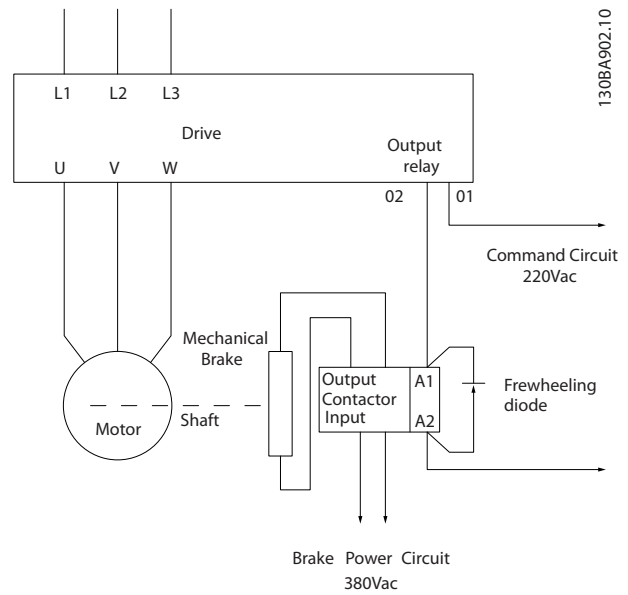 130BA902.10
L1 L2 L3
Drive
Output
relay
U V W
02 01
Command Circuit
220Vac
Mechanical
Brake
Output
Contactor
Input
A1
A2
Frewheeling
diode
Shaft
Motor
Brake Power Circuit
380Vac